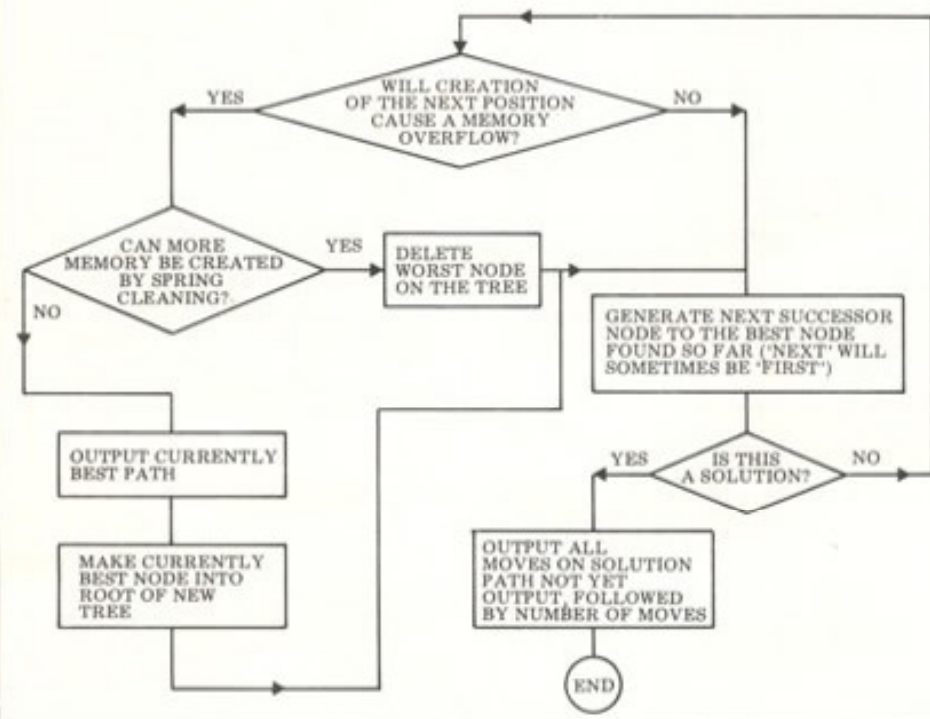 WILL CREATION
OF THE NEXT POSITION
CAUSE A MEMORY
OVERFLOW?
YES
NO
CAN MORE
MEMORY BE CREATED
BY SPRING
CLEANING?
YES
NO
DELETE
WORST NODE
ON THE TREE
GENERATE NEXT SUCCESSOR
NODE TO THE BEST NODE
FOUND SO FAR ('NEXT' WILL
SOMETIMES BE 'FIRST')
OUTPUT CURRENTLY
BEST PATH
IS THIS
A SOLUTION?
YES
NO
MAKE CURRENTLY
BEST NODE INTO
ROOT OF NEW
TREE
OUTPUT ALL
MOVES ON SOLUTION
PATH NOT YET
OUTPUT, FOLLOWED
BY NUMBER OF MOVES
END